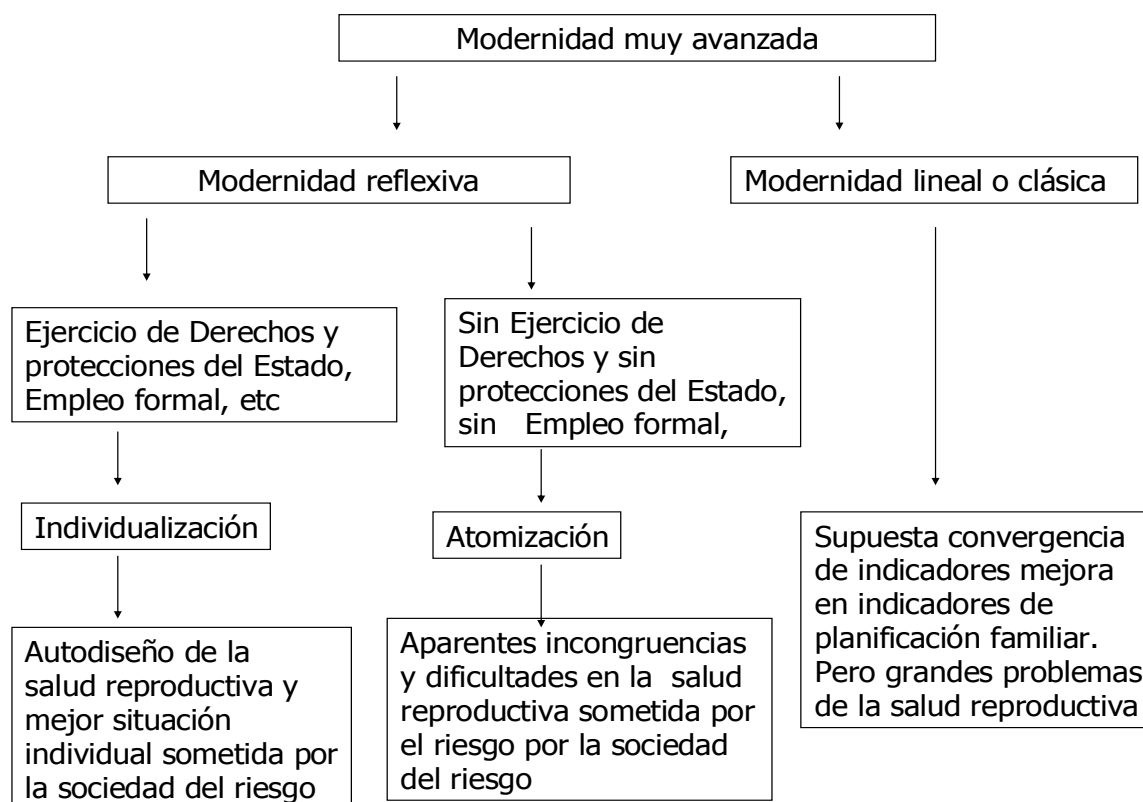 Modernidad muy avanzada
Modernidad reflexiva
Modernidad lineal o clásica
Ejercicio de Derechos y
protecciones del Estado,
Empleo formal, etc
Sin Ejercicio de
Derechos y sin
protecciones del Estado,
sin Empleo formal,
Individualización
Atomización
Supuesta convergencia
de indicadores mejora
en indicadores de
planificación familiar.
Pero grandes problemas
de la salud reproductiva
Autodiseño de la
salud reproductiva y
mejor situación
individual sometida por
la sociedad del riesgo
Aparentes incongruencias
y dificultades en la salud
reproductiva sometida por
el riesgo por la sociedad
del riesgo